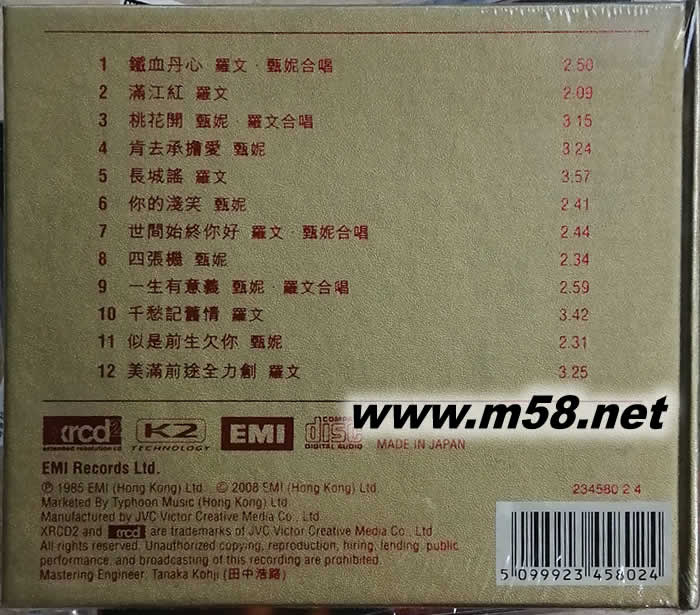 1 鐵血丹心 羅文·甄妮合唱 2.50
2 滿江紅 羅文 2.09
3 桃花開 甄妮·羅文合唱 3.15
4 肯去承擔愛 甄妮 3.24
5 長城謠 羅文 3.57
6 你的淺笑 甄妮 2.41
7 世間始終你好 羅文·甄妮合唱 2.44
8 四張機 甄妮 2.34
9 一生有意義 甄妮·羅文合唱 2.59
10 千愁記舊情 羅文 3.42
11 似是前生欠你 甄妮 2.31
12 美滿前途全力創 羅文 3.25
www.m58.net
xrcd2 K2 EMI COMPACT disc
extended resolution cd TECHNOLOGY DIGITAL AUDIO MADE IN JAPAN
EMI Records Ltd.
℗ 1985 EMI (Hong Kong) Ltd © 2008 EMI (Hong Kong) Ltd 234580 2 4
Marketed By Typhoon Music (Hong Kong) Ltd.
Manufactured by JVC Victor Creative Media Co., Ltd.
XRCD2 and xrcd are trademarks of JVC Victor Creative Media Co., Ltd.
All rights reserved. Unauthorized copying, reproduction, hiring, lending, public
performance, and broadcasting of this recording are prohibited.
Mastering Engineer, Tanaka Kohji (田中浩路)
5 099923 458024